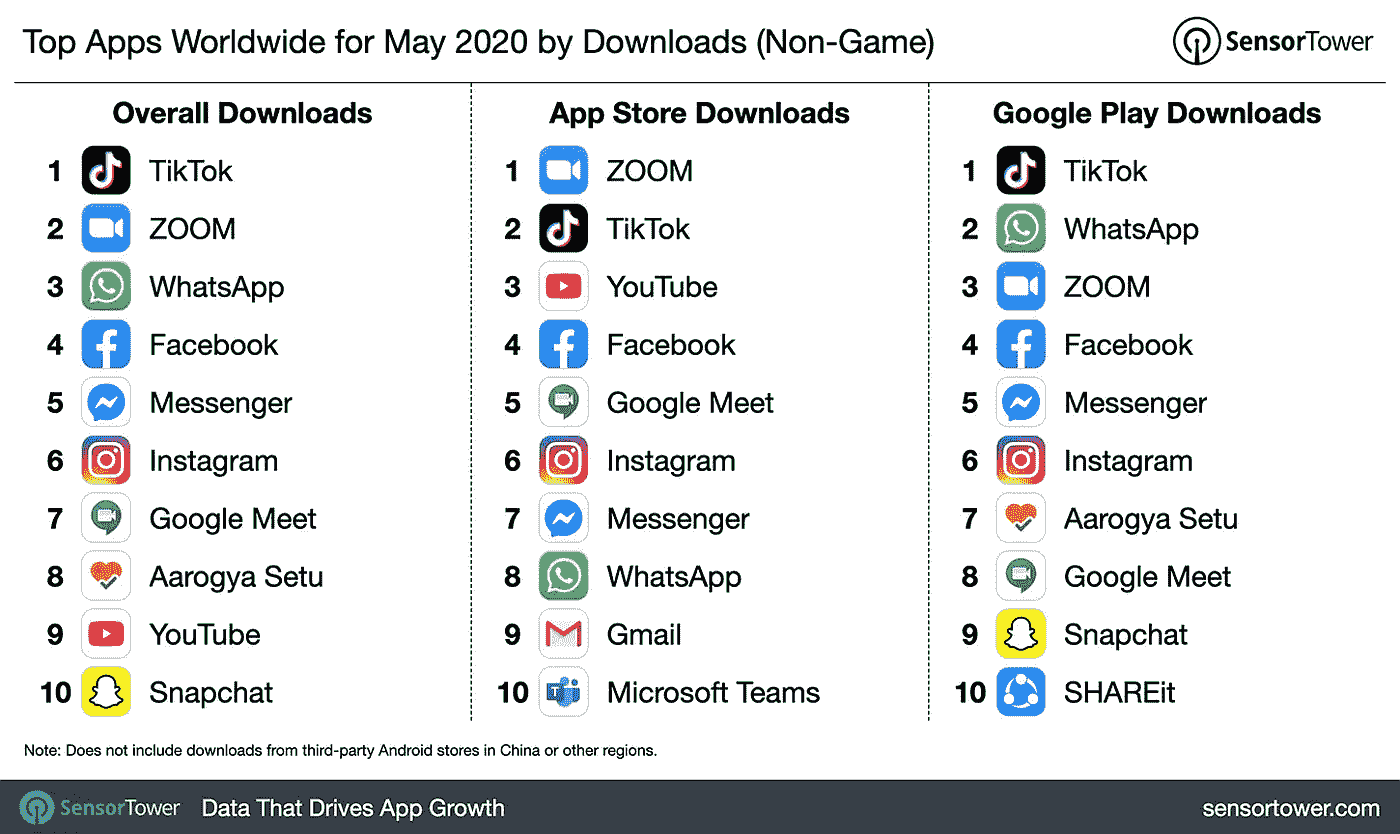 Top Apps Worldwide for May 2020 by Downloads (Non-Game)
SensorTower
Overall Downloads
1 TikTok
2 ZOOM
3 WhatsApp
4 Facebook
5 Messenger
6 Instagram
7 Google Meet
8 Aarogya Setu
9 YouTube
10 Snapchat
App Store Downloads
1 ZOOM
2 TikTok
3 YouTube
4 Facebook
5 Google Meet
6 Instagram
7 Messenger
8 WhatsApp
9 Gmail
10 Microsoft Teams
Google Play Downloads
1 TikTok
2 WhatsApp
3 ZOOM
4 Facebook
5 Messenger
6 Instagram
7 Aarogya Setu
8 Google Meet
9 Snapchat
10 SHAREit
Note: Does not include downloads from third-party Android stores in China or other regions.
SensorTower Data That Drives App Growth
sensortower.com